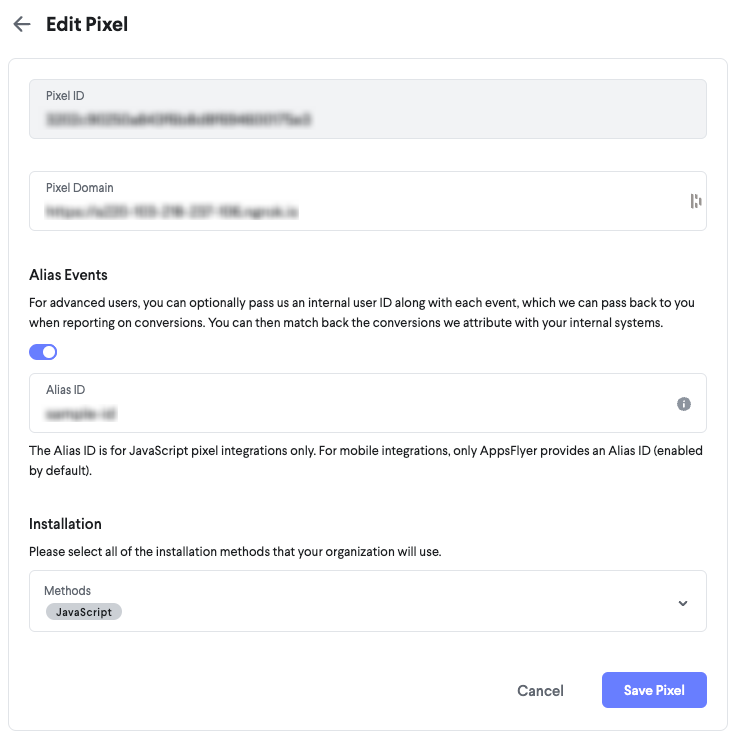 Edit Pixel
Pixel ID
Pixel Domain
Alias Events
For advanced users, you can optionally pass us an internal user ID along with each event, which we can pass back to you
when reporting on conversions. You can then match back the conversions we attribute with your internal systems.
Alias ID
The Alias ID is for JavaScript pixel integrations only. For mobile integrations, only AppsFlyer provides an Alias ID (enabled
by default).
Installation
Please select all of the installation methods that your organization will use.
Methods
JavaScript
Cancel
Save Pixel